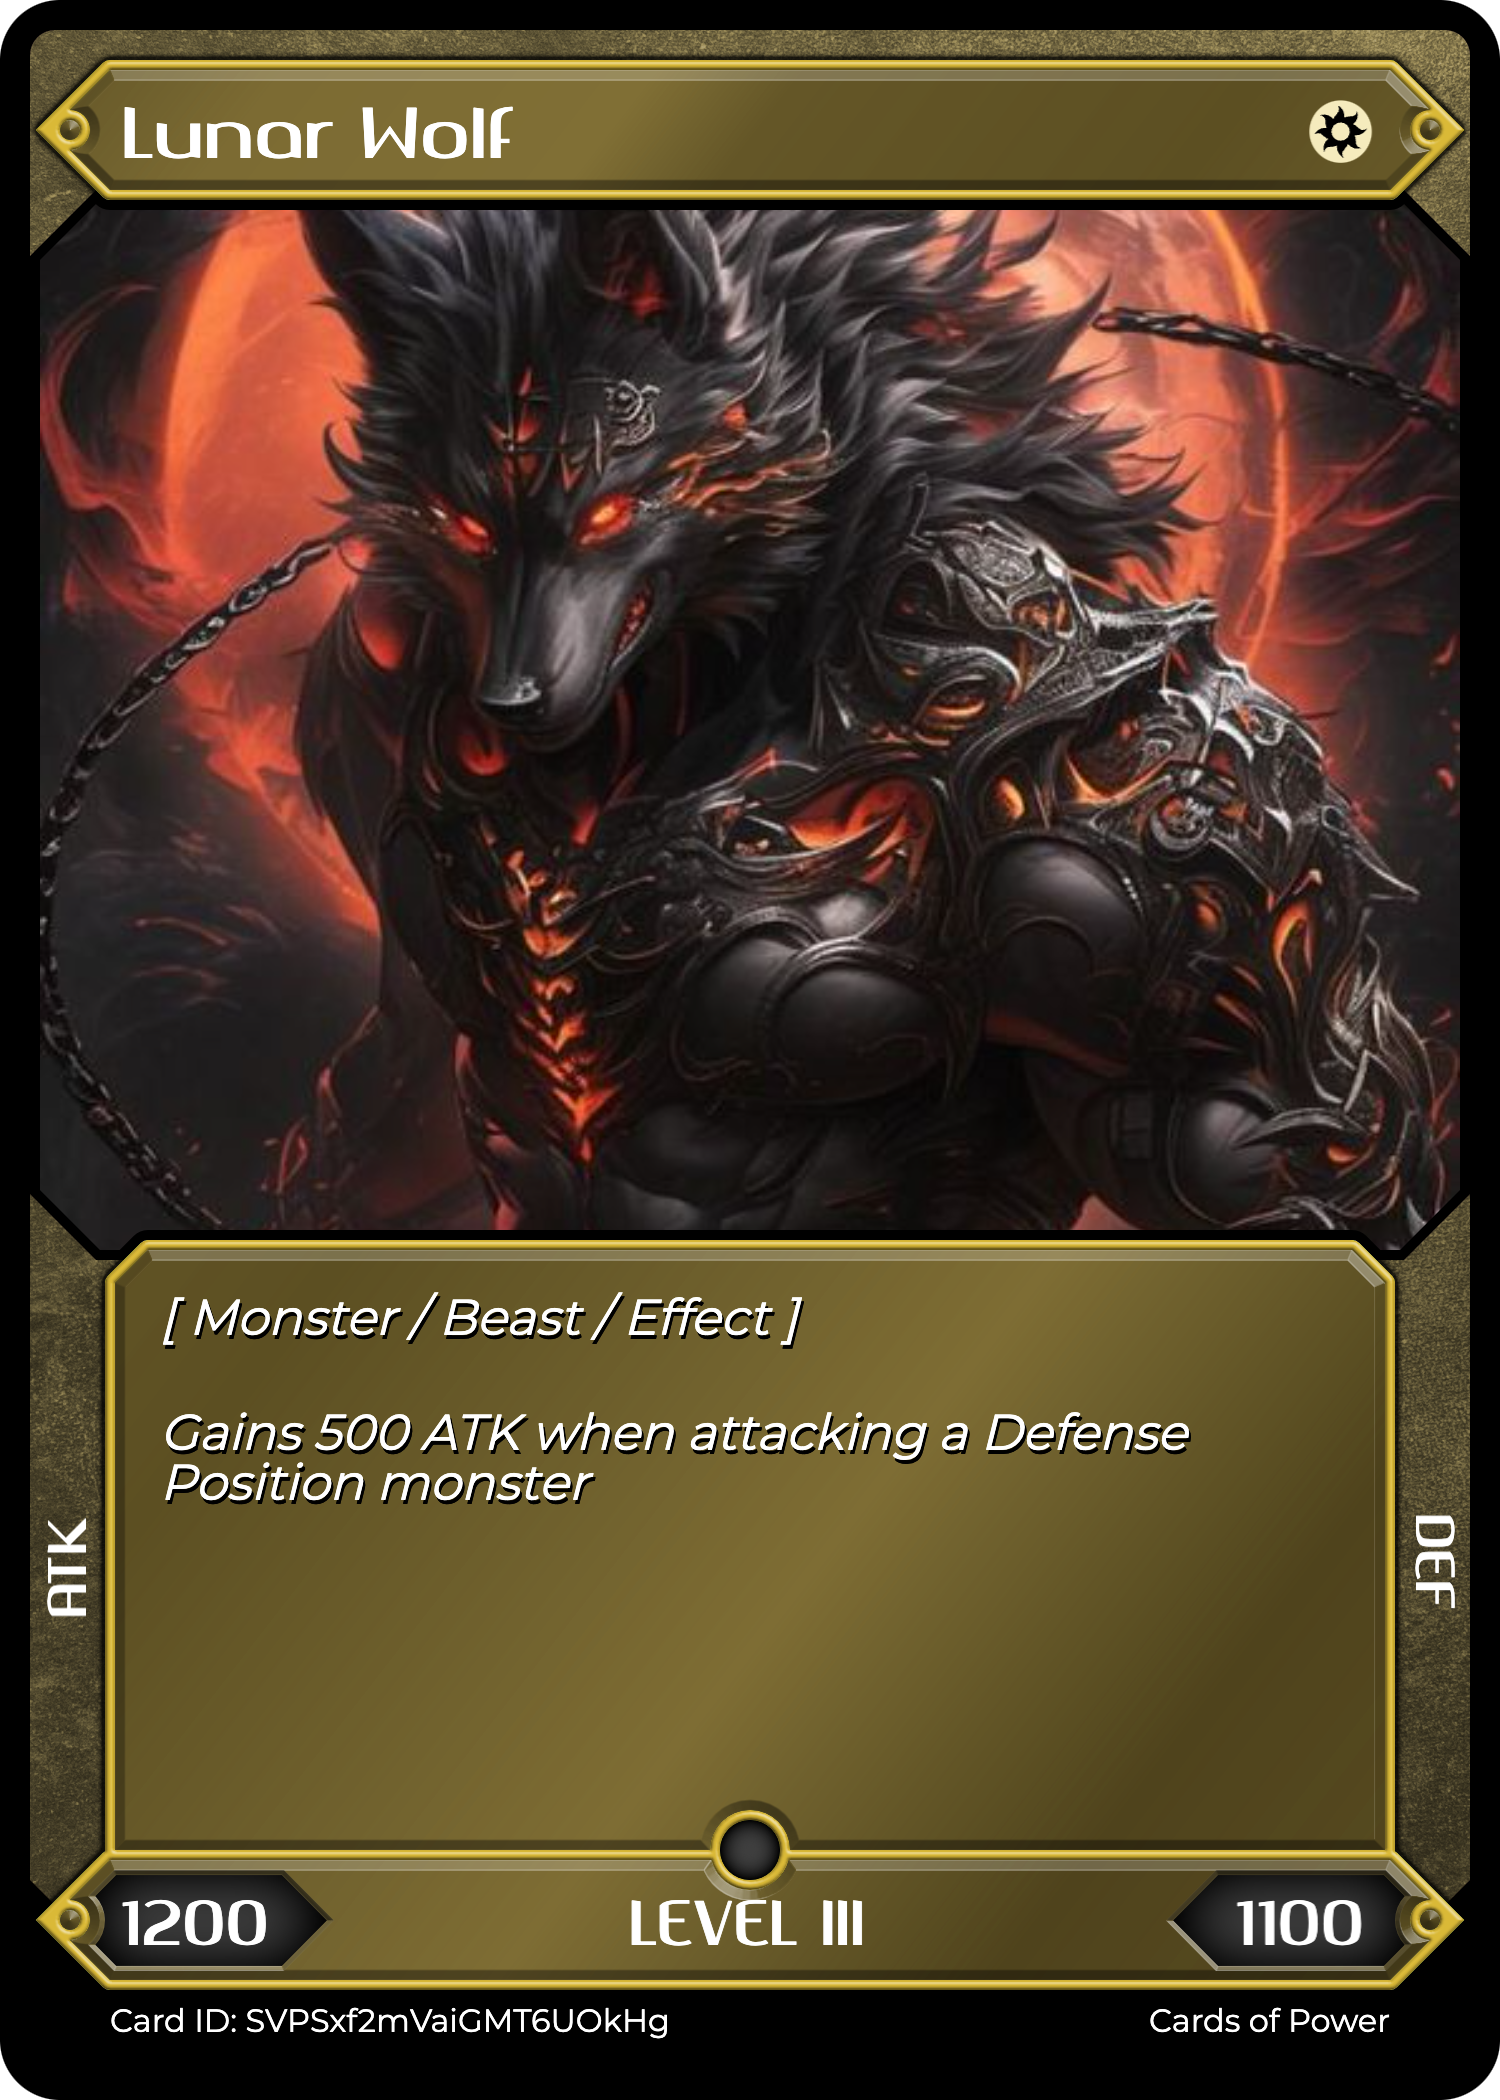 Lunar Wolf
[ Monster / Beast / Effect ]
Gains 500 ATK when attacking a Defense
Position monster
ATK
DEF
1200
LEVEL III
1100
Card ID: SVPSxf2mVaiGMT6UOkHg
Cards of Power